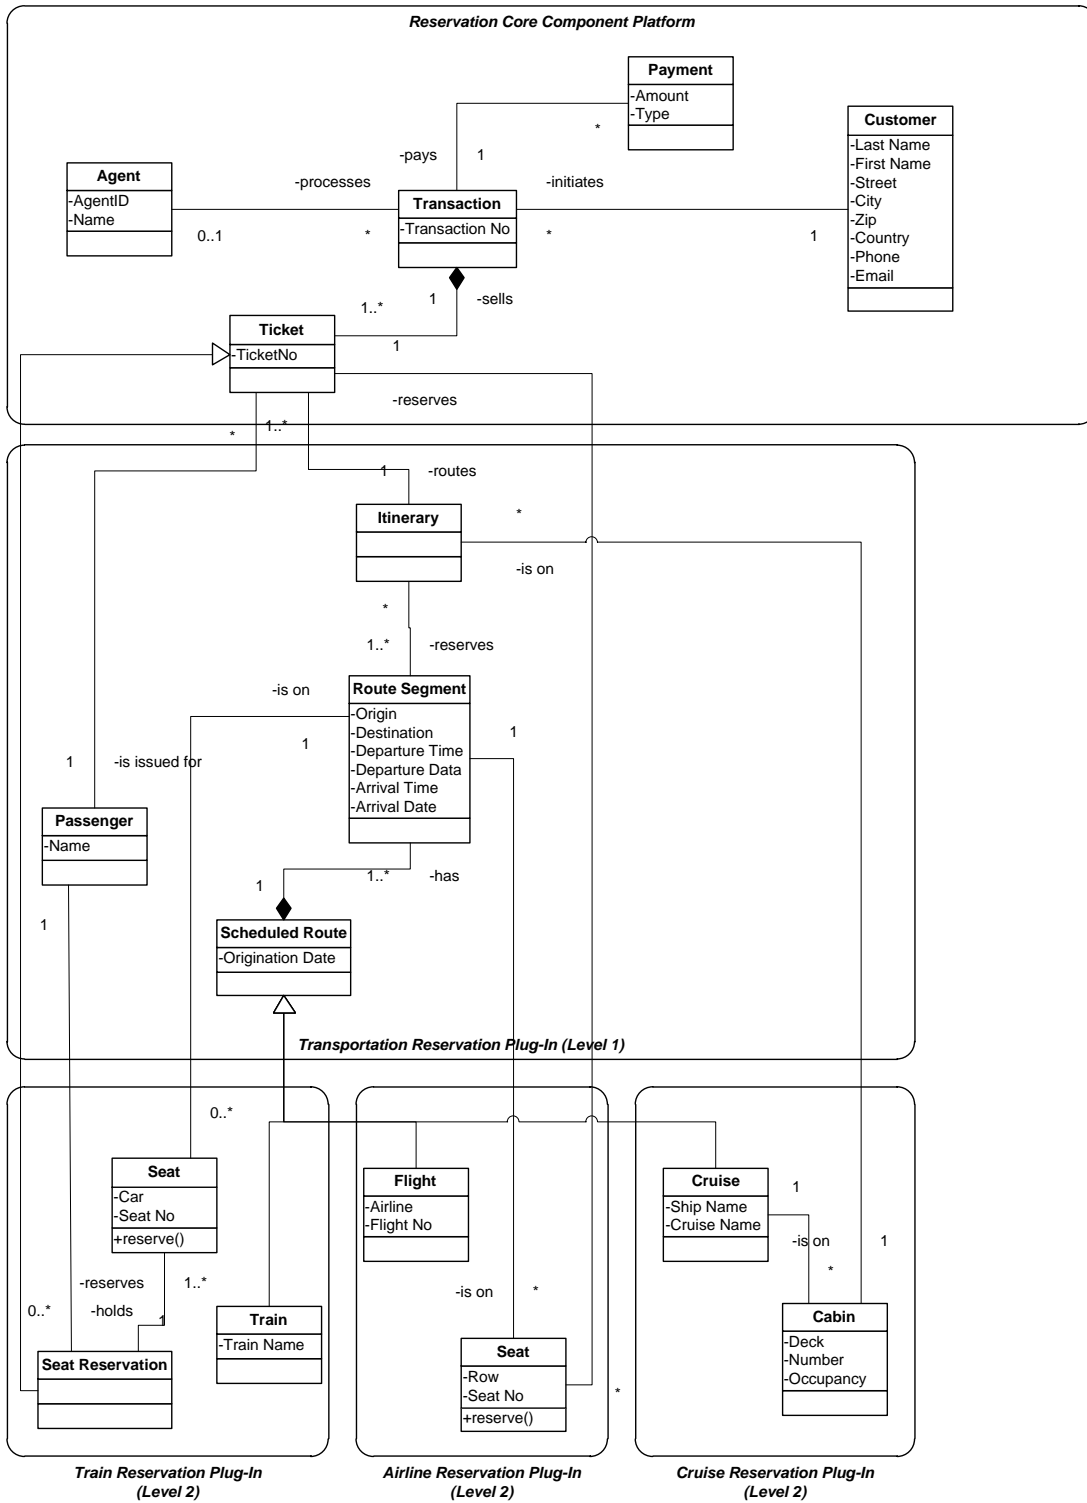 Reservation Core Component Platform
Payment
-Amount
-Type
*
Customer
-Last Name
-First Name
-Street
-City
-Zip
-Country
-Phone
-Email
-pays
1
Agent
-AgentID
-Name
-processes
-initiates
Transaction
-Transaction No
0..1
*
*
1
1
-sells
1..*
Ticket
-TicketNo
1
-reserves
*
1..*
1
-routes
Itinerary
*
-is on
*
1..*
-reserves
-is on
Route Segment
-Origin
-Destination
-Departure Time
-Departure Data
-Arrival Time
-Arrival Date
1
1
1
-is issued for
Passenger
-Name
1..*
-has
1
1
Scheduled Route
-Origination Date
Transportation Reservation Plug-In (Level 1)
0..*
Seat
-Car
-Seat No
+reserve()
Flight
-Airline
-Flight No
Cruise
-Ship Name
-Cruise Name
1
-is on
1
*
-reserves
1..*
-holds
0..*
1
Train
-Train Name
-is on
*
Cabin
-Deck
-Number
-Occupancy
Seat Reservation
Seat
-Row
-Seat No
+reserve()
*
Train Reservation Plug-In
(Level 2)
Airline Reservation Plug-In
(Level 2)
Cruise Reservation Plug-In
(Level 2)